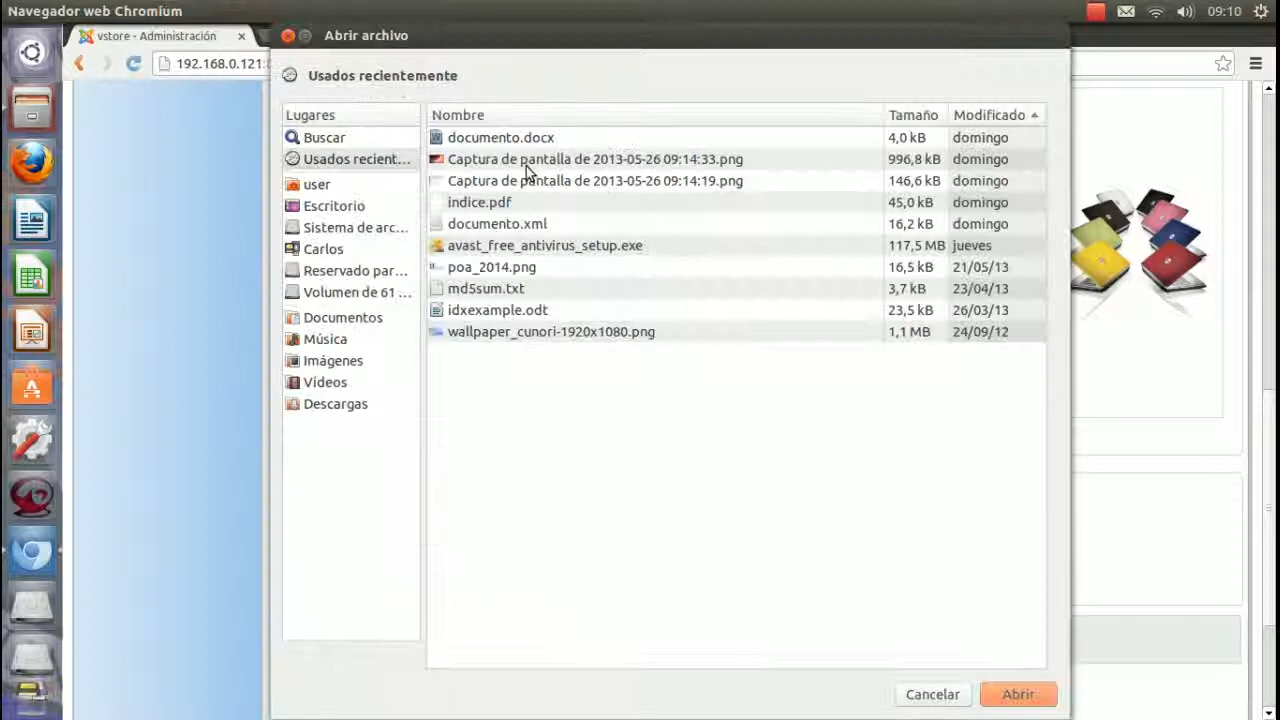 Navegador web Chromium
09:10
vstore - Administración
Abrir archivo
192.168.0.121:
Usados recientemente
Lugares
Nombre
Tamaño
Modificado
Buscar
Usados recient...
user
Escritorio
Sistema de arc...
Carlos
Reservado par...
Volumen de 61 ...
Documentos
Música
Imágenes
Vídeos
Descargas
documento.docx 4,0 kB domingo
Captura de pantalla de 2013-05-26 09:14:33.png 996,8 kB domingo
Captura de pantalla de 2013-05-26 09:14:19.png 146,6 kB domingo
indice.pdf 45,0 kB domingo
documento.xml 16,2 kB domingo
avast_free_antivirus_setup.exe 117,5 MB jueves
poa_2014.png 16,5 kB 21/05/13
md5sum.txt 3,7 kB 23/04/13
idxexample.odt 23,5 kB 26/03/13
wallpaper_cunori-1920x1080.png 1,1 MB 24/09/12
Cancelar
Abrir